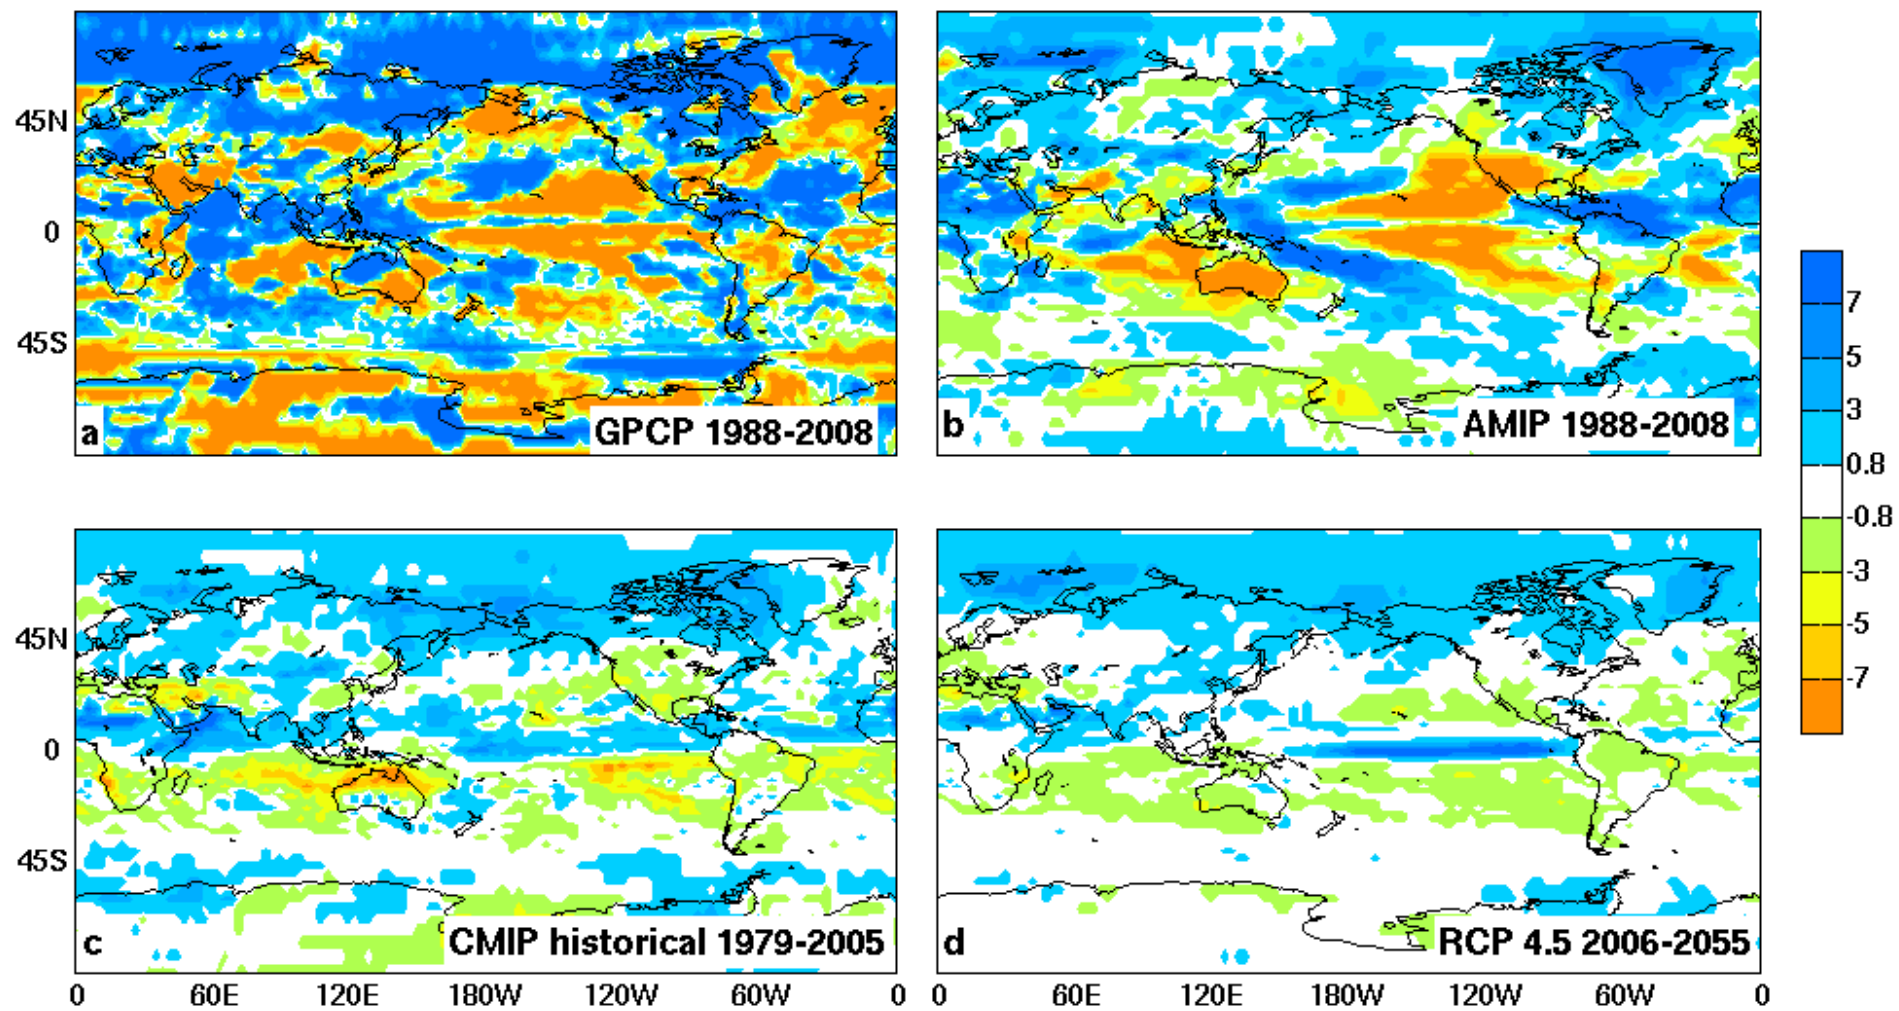 45N
0
45S
a
GPCP 1988-2008
b
AMIP 1988-2008
7
5
3
0.8
-0.8
-3
-5
-7
45N
0
45S
c
CMIP historical 1979-2005
d
RCP 4.5 2006-2055
0 60E 120E 180W 120W 60W 0
0 60E 120E 180W 120W 60W 0